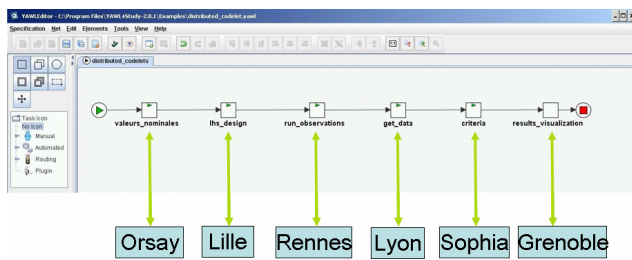 YAWLEditor - C:\Program Files\YAWL4Study-2.0.1\Examples\distributed_codelet.yawl
Specification Net Edit Elements Tools View Help
distributed_codelets
Task Icon
No Icon
Manual
Automated
Routing
Plugin
valeurs_nominales lhs_design run_observations get_data criteria results_visualization
Orsay Lille Rennes Lyon Sophia Grenoble